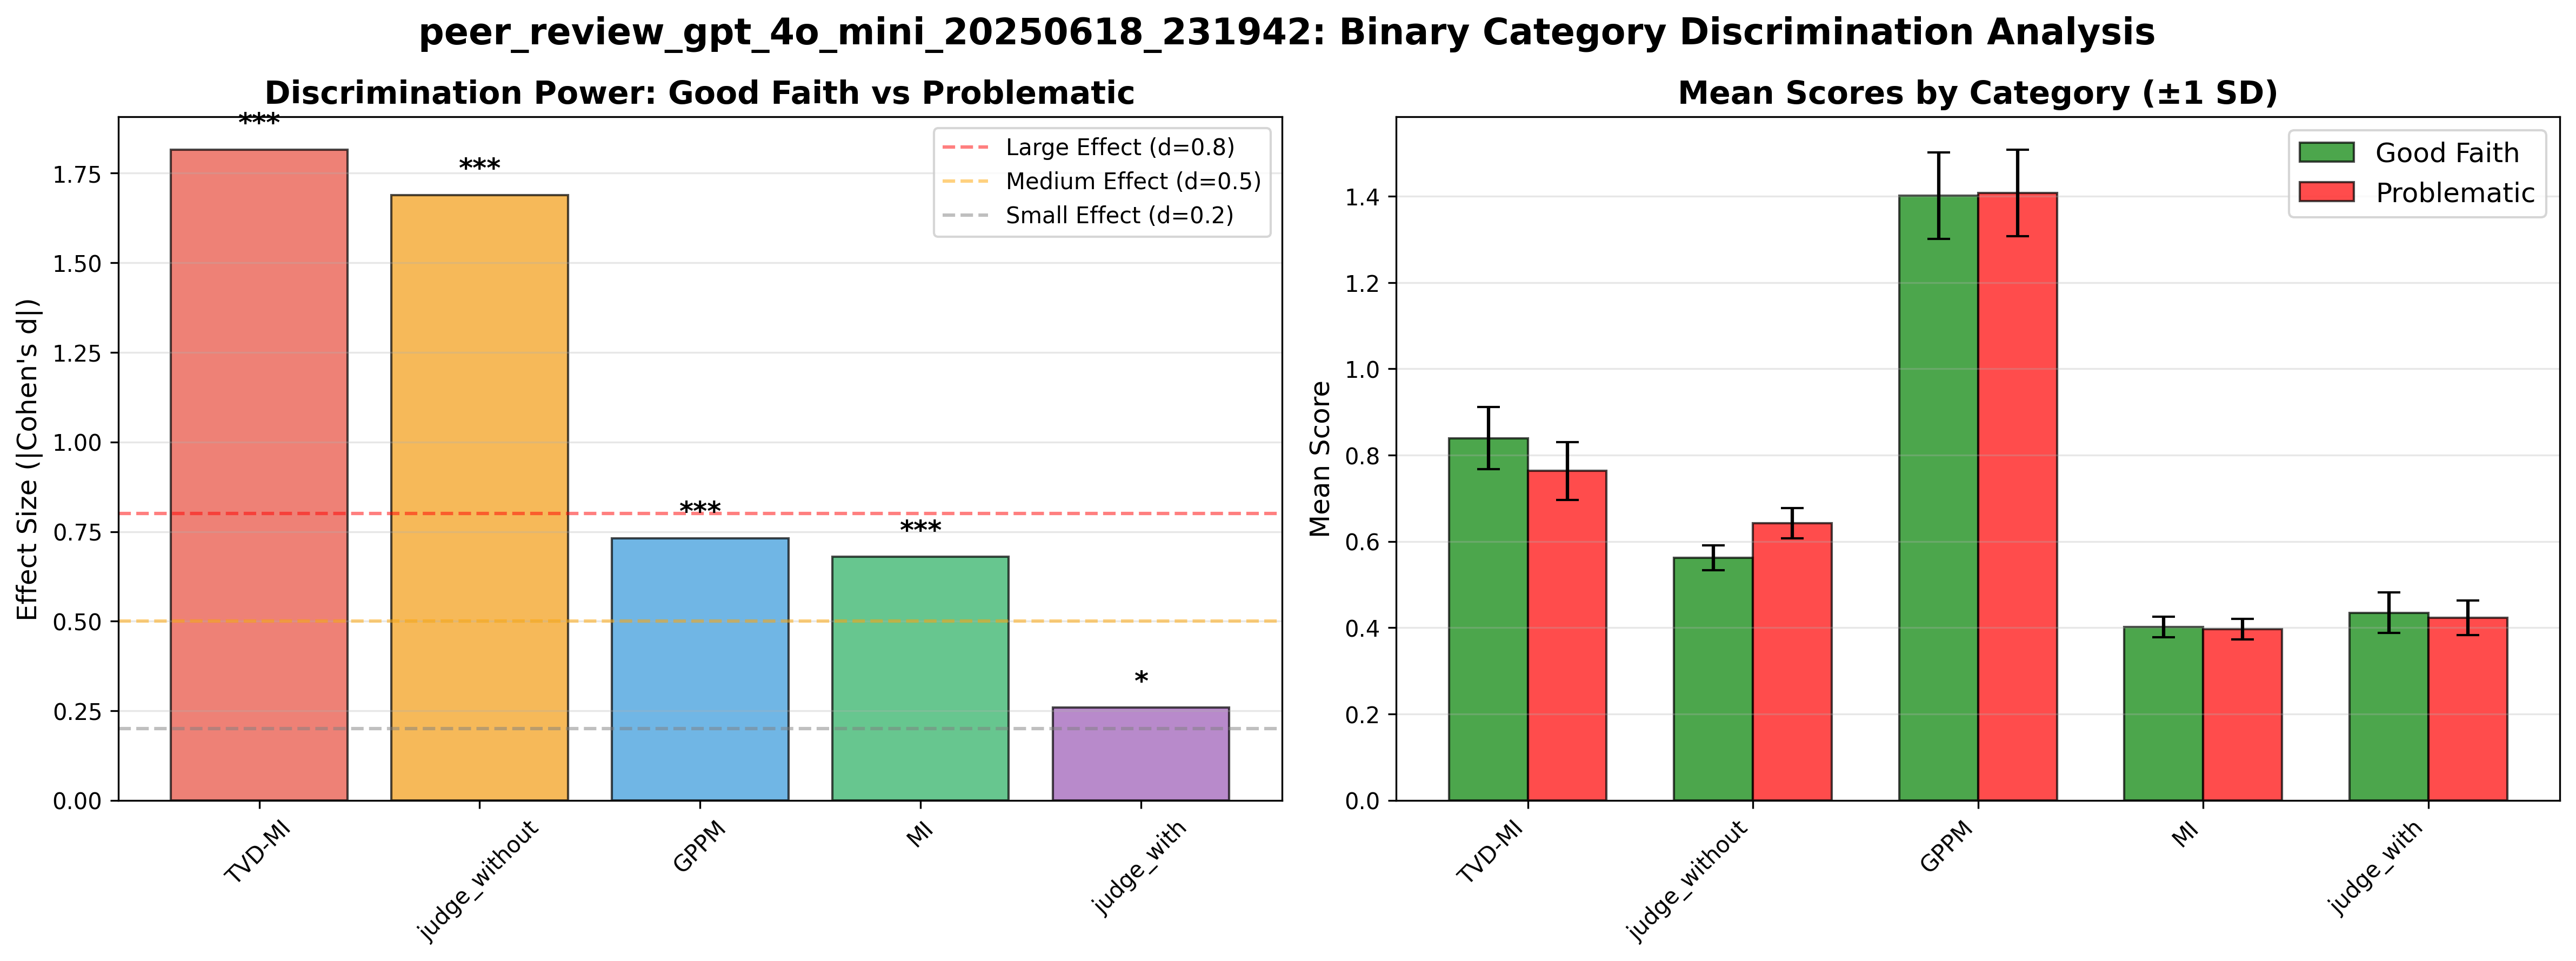 peer_review_gpt_4o_mini_20250618_231942: Binary Category Discrimination Analysis
Discrimination Power: Good Faith vs Problematic
Effect Size (|Cohen's d|)
1.75
1.50
1.25
1.00
0.75
0.50
0.25
0.00
***
***
***
***
*
Large Effect (d=0.8)
Medium Effect (d=0.5)
Small Effect (d=0.2)
TVD-MI
judge_without
GPPM
MI
judge_with
Mean Scores by Category (±1 SD)
Mean Score
1.4
1.2
1.0
0.8
0.6
0.4
0.2
0.0
Good Faith
Problematic
TVD-MI
judge_without
GPPM
MI
judge_with